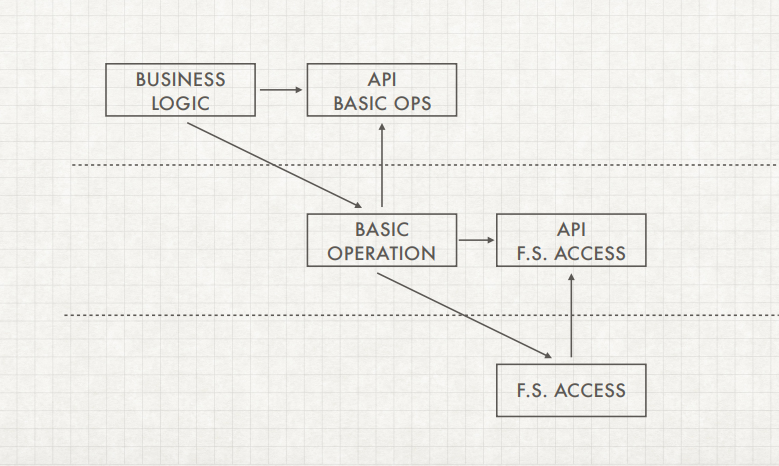 BUSINESS
LOGIC
API
BASIC OPS
BASIC
OPERATION
API
F.S. ACCESS
F.S. ACCESS